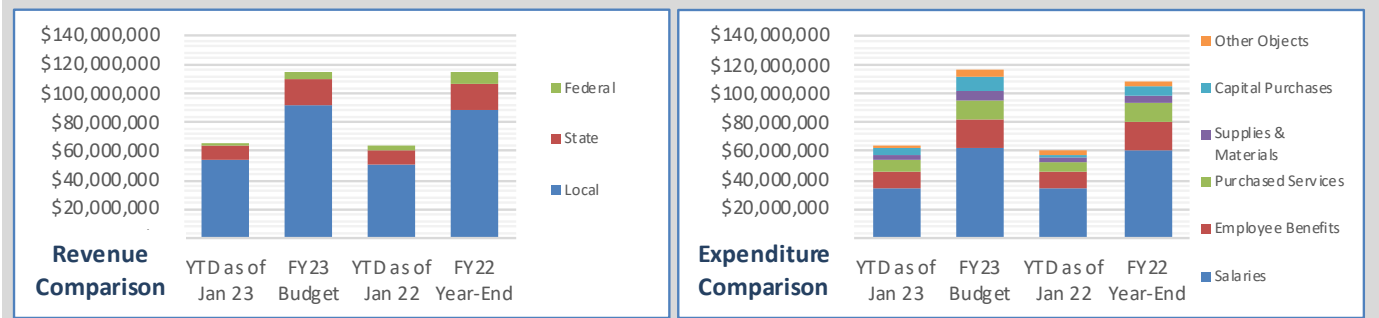 $140,000,000
$120,000,000
$100,000,000
$80,000,000
$60,000,000
$40,000,000
$20,000,000
-
Revenue
Comparison
YTD as of
Jan 23
FY23
Budget
YTD as of
Jan 22
FY22
Year-End
Federal
State
Local
$140,000,000
$120,000,000
$100,000,000
$80,000,000
$60,000,000
$40,000,000
$20,000,000
Expenditure
Comparison
YTD as of
Jan 23
FY23
Budget
YTD as of
Jan 22
FY22
Year-End
Other Objects
Capital Purchases
Supplies &
Materials
Purchased Services
Employee Benefits
Salaries